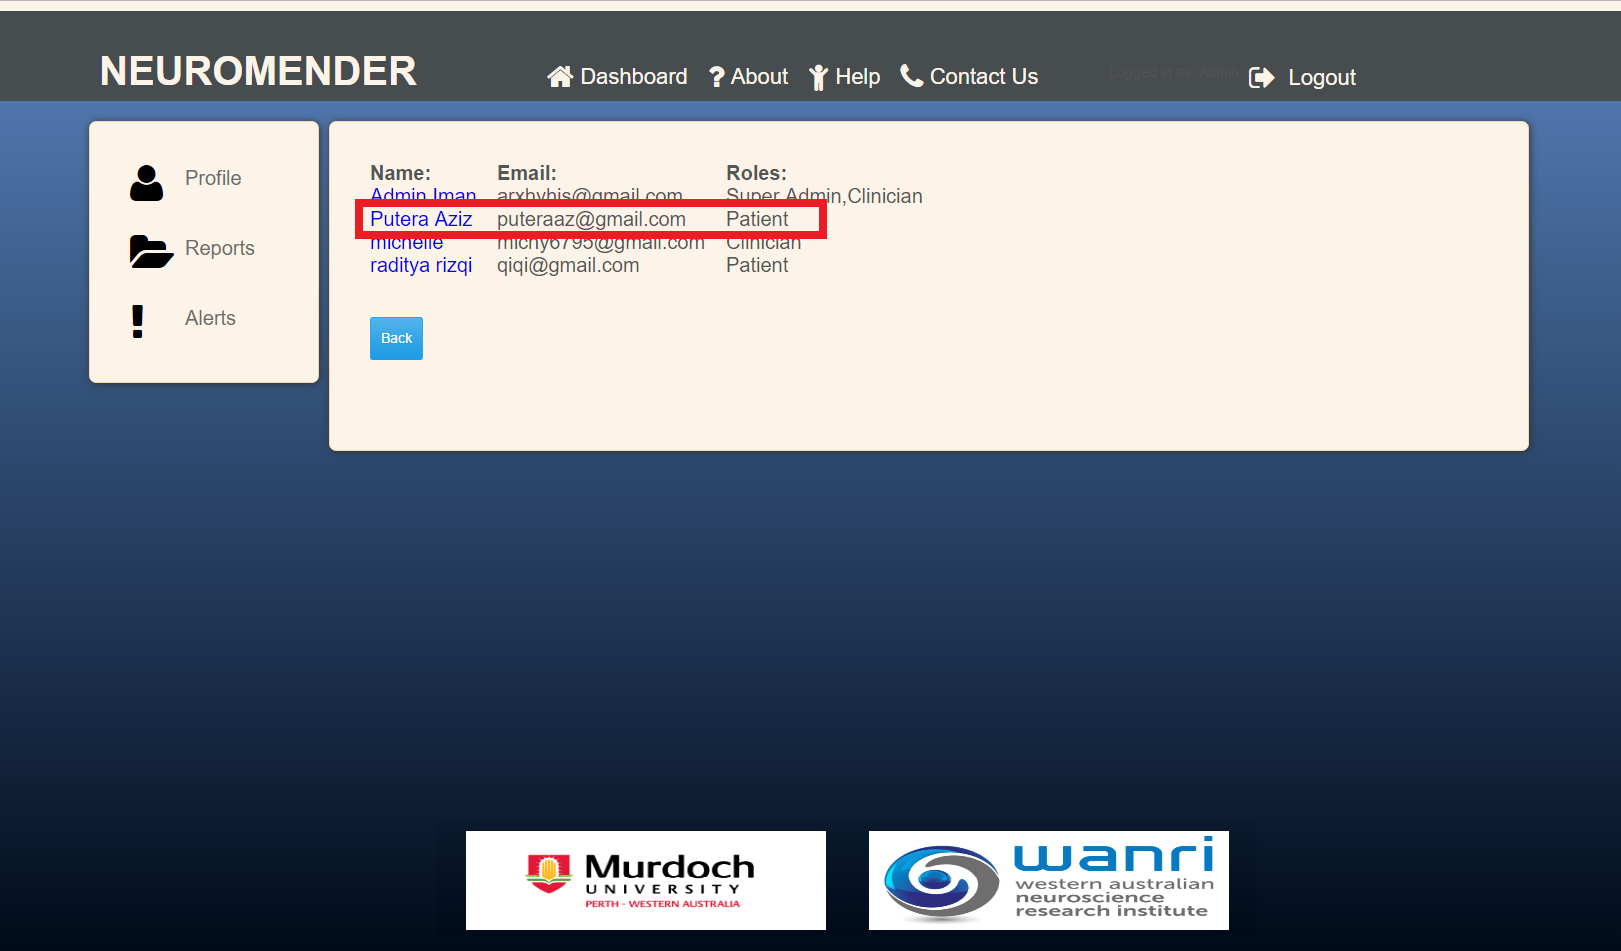 NEUROMENDER
Dashboard ? About Help Contact Us Logged in as: Admin Logout
Profile
Reports
! Alerts
Name: Email: Roles:
Admin Iman arxhyhis@gmail.com Super Admin,Clinician
Putera Aziz puteraaz@gmail.com Patient
michelle michy6795@gmail.com Clinician
raditya rizqi qiqi@gmail.com Patient
Back
Murdoch
UNIVERSITY
PERTH - WESTERN AUSTRALIA
wanri
western australian
neuroscience
research institute